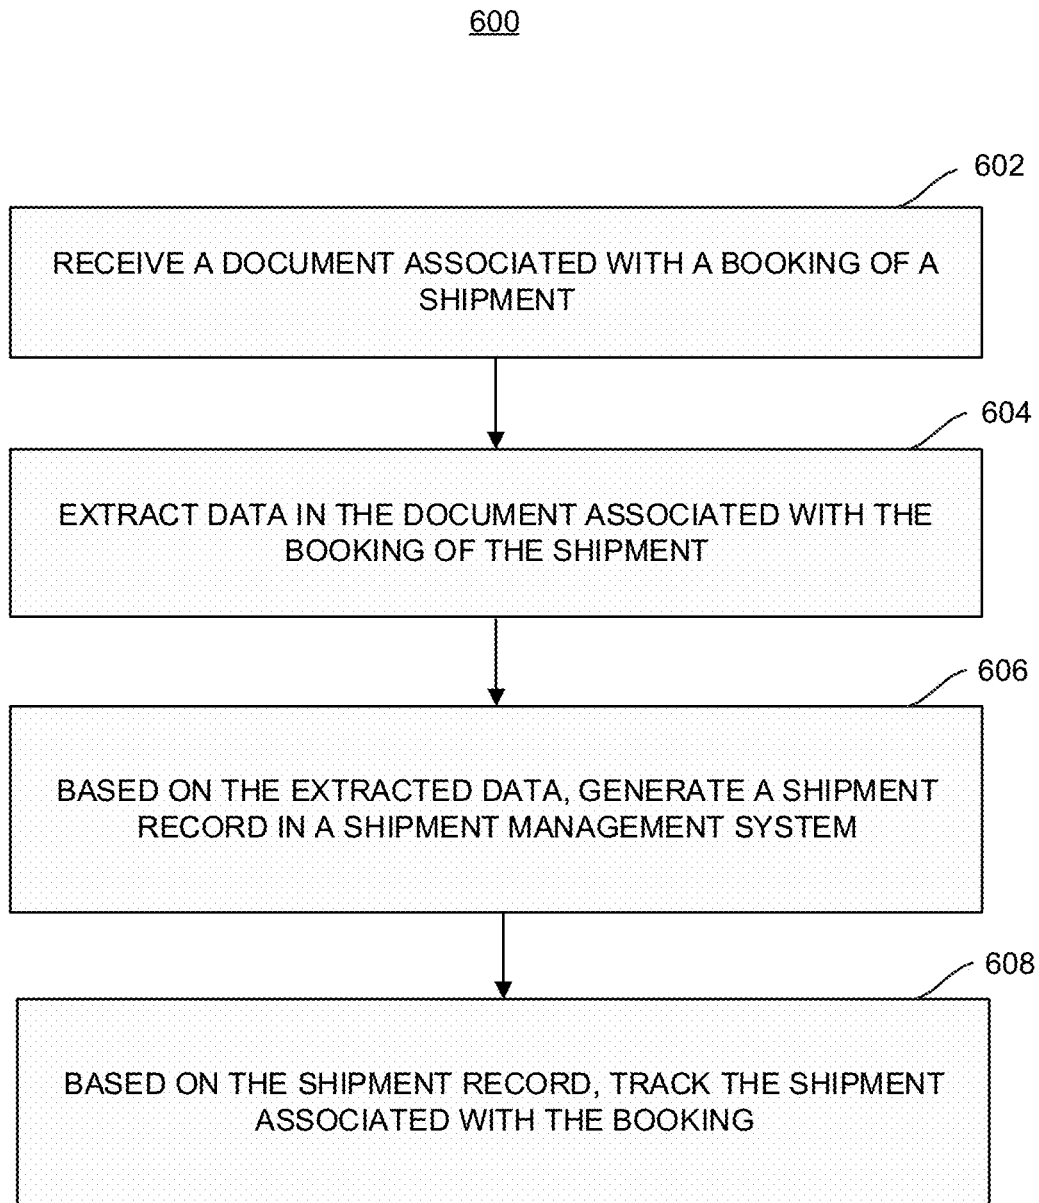 600
602
RECEIVE A DOCUMENT ASSOCIATED WITH A BOOKING OF A
SHIPMENT
604
EXTRACT DATA IN THE DOCUMENT ASSOCIATED WITH THE
BOOKING OF THE SHIPMENT
606
BASED ON THE EXTRACTED DATA, GENERATE A SHIPMENT
RECORD IN A SHIPMENT MANAGEMENT SYSTEM
608
BASED ON THE SHIPMENT RECORD, TRACK THE SHIPMENT
ASSOCIATED WITH THE BOOKING